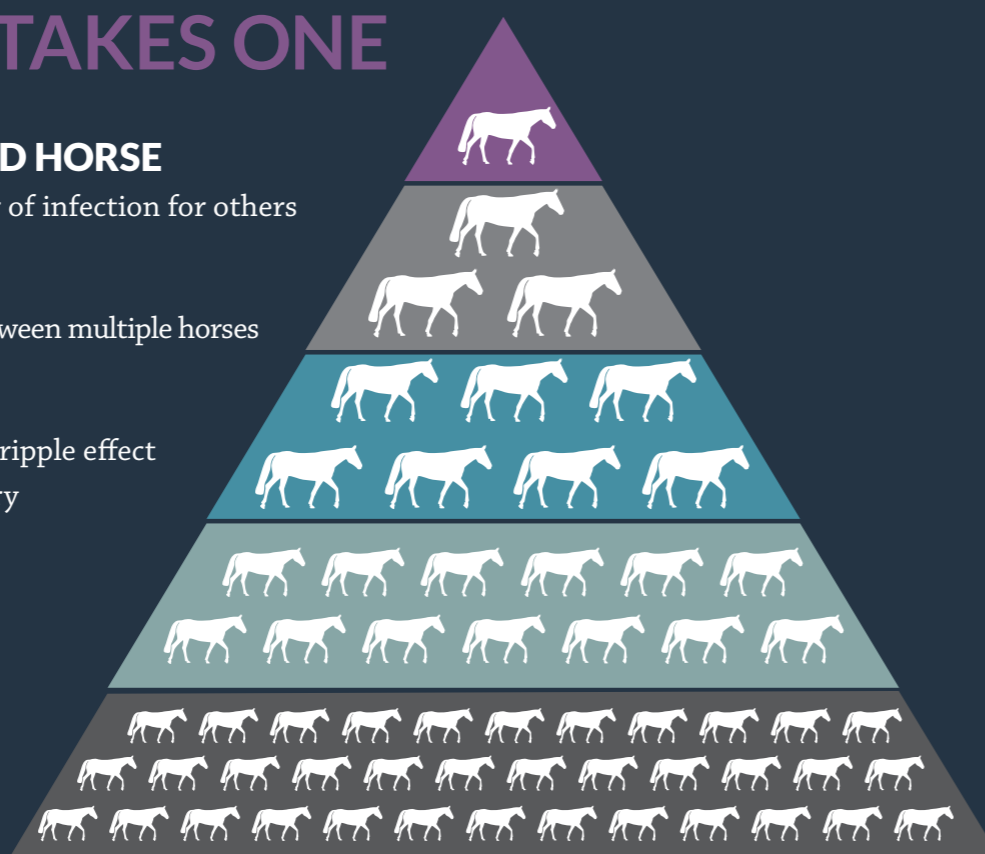 TAKES ONE
D HORSE
of infection for others
ween multiple horses
ripple effect
ry